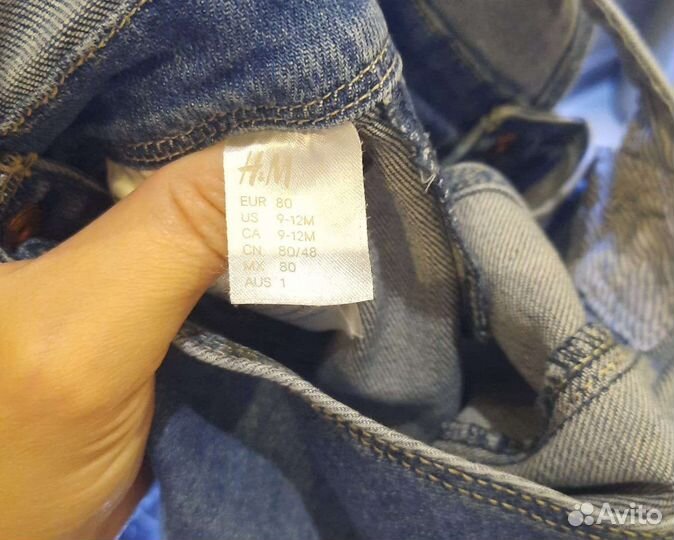 H&M
EUR 80
US 9-12M
CA 9-12M
CN 80/48
MX 80
AUS 1
Avito